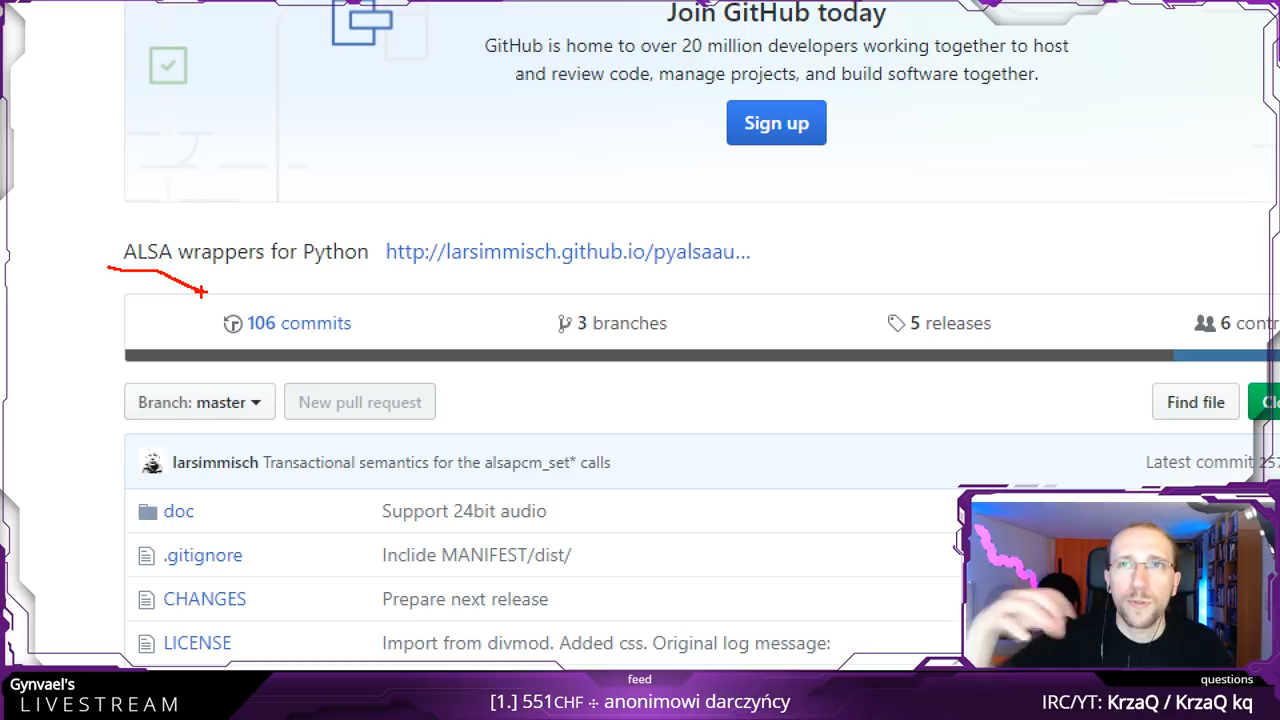 Join GitHub today
GitHub is home to over 20 million developers working together to host
and review code, manage projects, and build software together.
Sign up
ALSA wrappers for Python http://larsimmisch.github.io/pyalsaau...
106 commits 3 branches 5 releases 6 contr
Branch: master New pull request Find file Clo
larsimmisch Transactional semantics for the alsapcm_set* calls Latest commit 257
doc Support 24bit audio
.gitignore Inclide MANIFEST/dist/
CHANGES Prepare next release
LICENSE Import from divmod. Added css. Original log message:
Gynvael's feed questions
LIVESTREAM [1.] 551CHF ÷ anonimowi darczyńcy IRC/YT: KrzaQ / KrzaQ kq